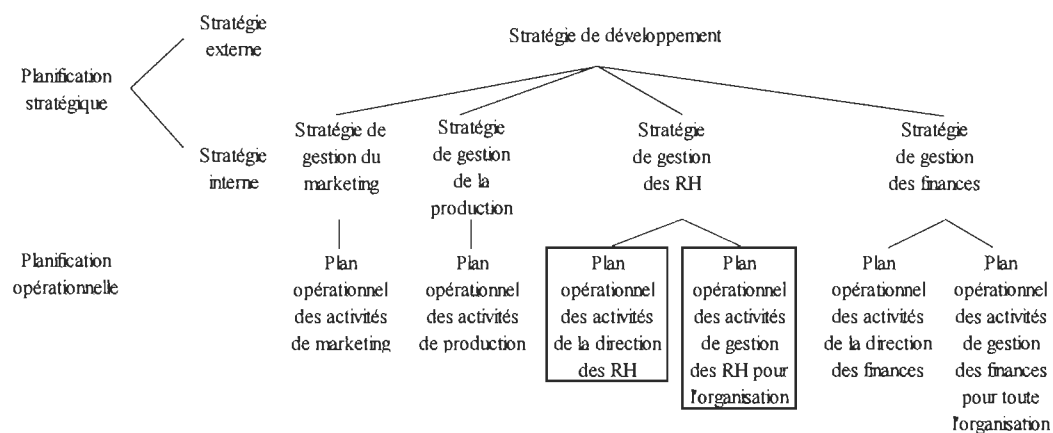 Stratégie
externe
Stratégie de développement
Planification
stratégique
Stratégie
interne
Stratégie de
gestion du
marketing
Stratégie
de gestion
de la
production
Stratégie
de gestion
des RH
Stratégie
de gestion
des finances
Planification
opérationnelle
Plan
opérationnel
des activités
de marketing
Plan
opérationnel
des activités
de production
Plan
opérationnel
des activités
de la direction
des RH
Plan
opérationnel
des activités
de gestion
des RH pour
l'organisation
Plan
opérationnel
des activités
de la direction
des finances
Plan
opérationnel
des activités
de gestion
des finances
pour toute
l'organisation